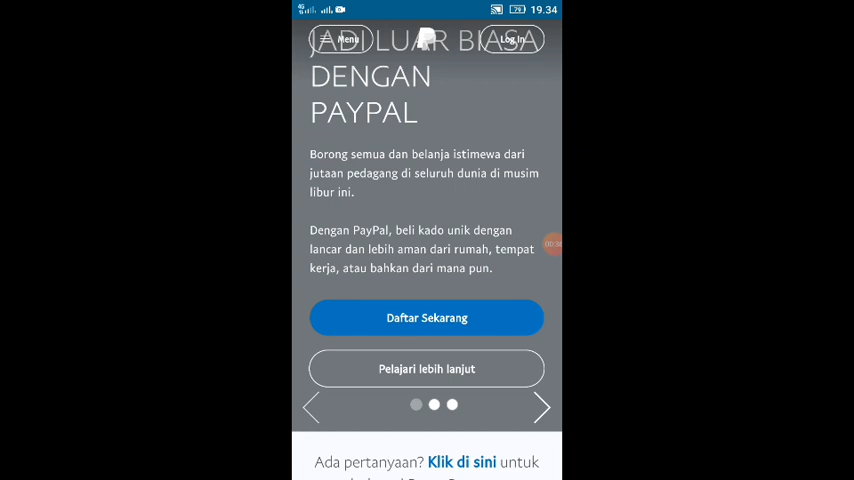 4G 79 19.34
Menu Log In
JADI LUAR BIASA
DENGAN
PAYPAL
Borong semua dan belanja istimewa dari
jutaan pedagang di seluruh dunia di musim
libur ini.
Dengan PayPal, beli kado unik dengan
lancar dan lebih aman dari rumah, tempat
kerja, atau bahkan dari mana pun.
Daftar Sekarang
Pelajari lebih lanjut
Ada pertanyaan? Klik di sini untuk